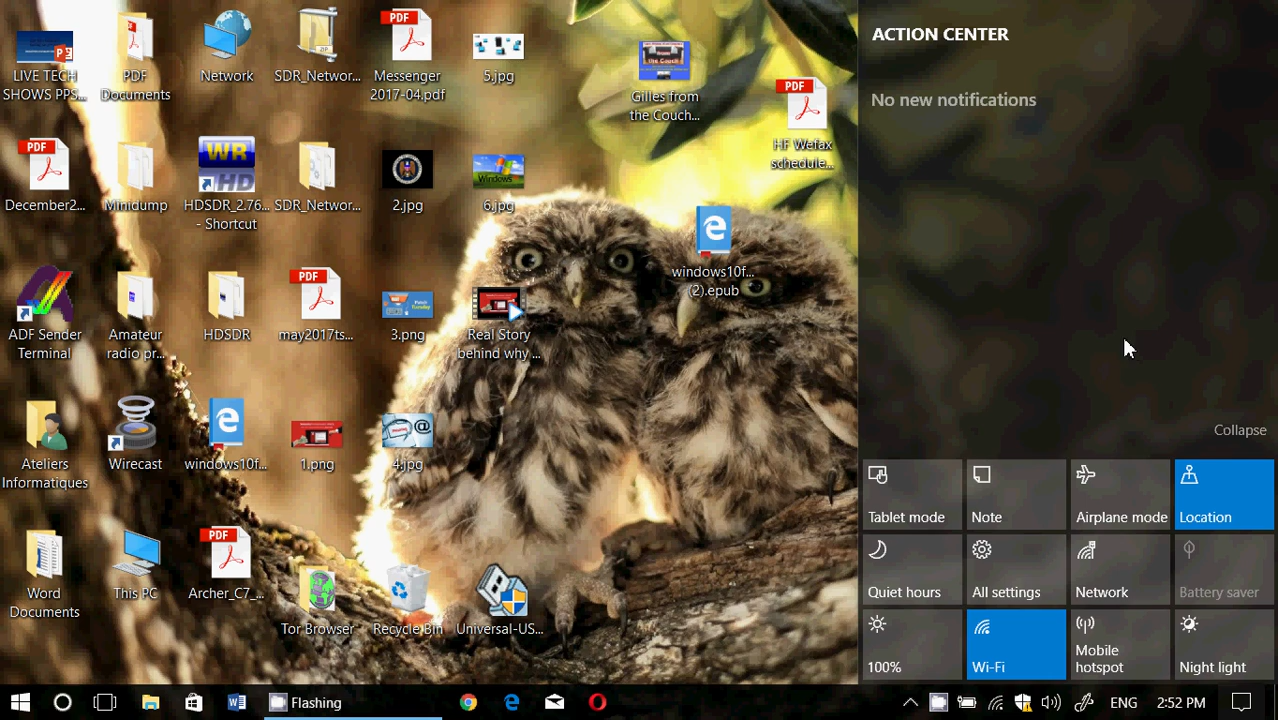 LIVE TECH
SHOWS PPS...
PDF
Documents
Network
SDR_Networ...
PDF
Messenger
2017-04.pdf
5.jpg
Gilles from
the Couch...
PDF
HF Wefax
schedule...
PDF
December2...
Minidump
WR
HD
HDSDR_2.76...
- Shortcut
SDR_Networ...
2.jpg
Windows
6.jpg
windows10f...
(2).epub
ADF Sender
Terminal
Amateur
radio pr...
HDSDR
PDF
may2017ts...
3.png
Real Story
behind why ...
Ateliers
Informatiques
Wirecast
windows10f...
1.png
4.jpg
Word
Documents
This PC
PDF
Archer_C7_...
Tor Browser
Recycle Bin
Universal-US...
ACTION CENTER
No new notifications
Collapse
Tablet mode
Note
Airplane mode
Location
Quiet hours
All settings
Network
Battery saver
100%
Wi-Fi
Mobile
hotspot
Night light
Flashing
ENG
2:52 PM